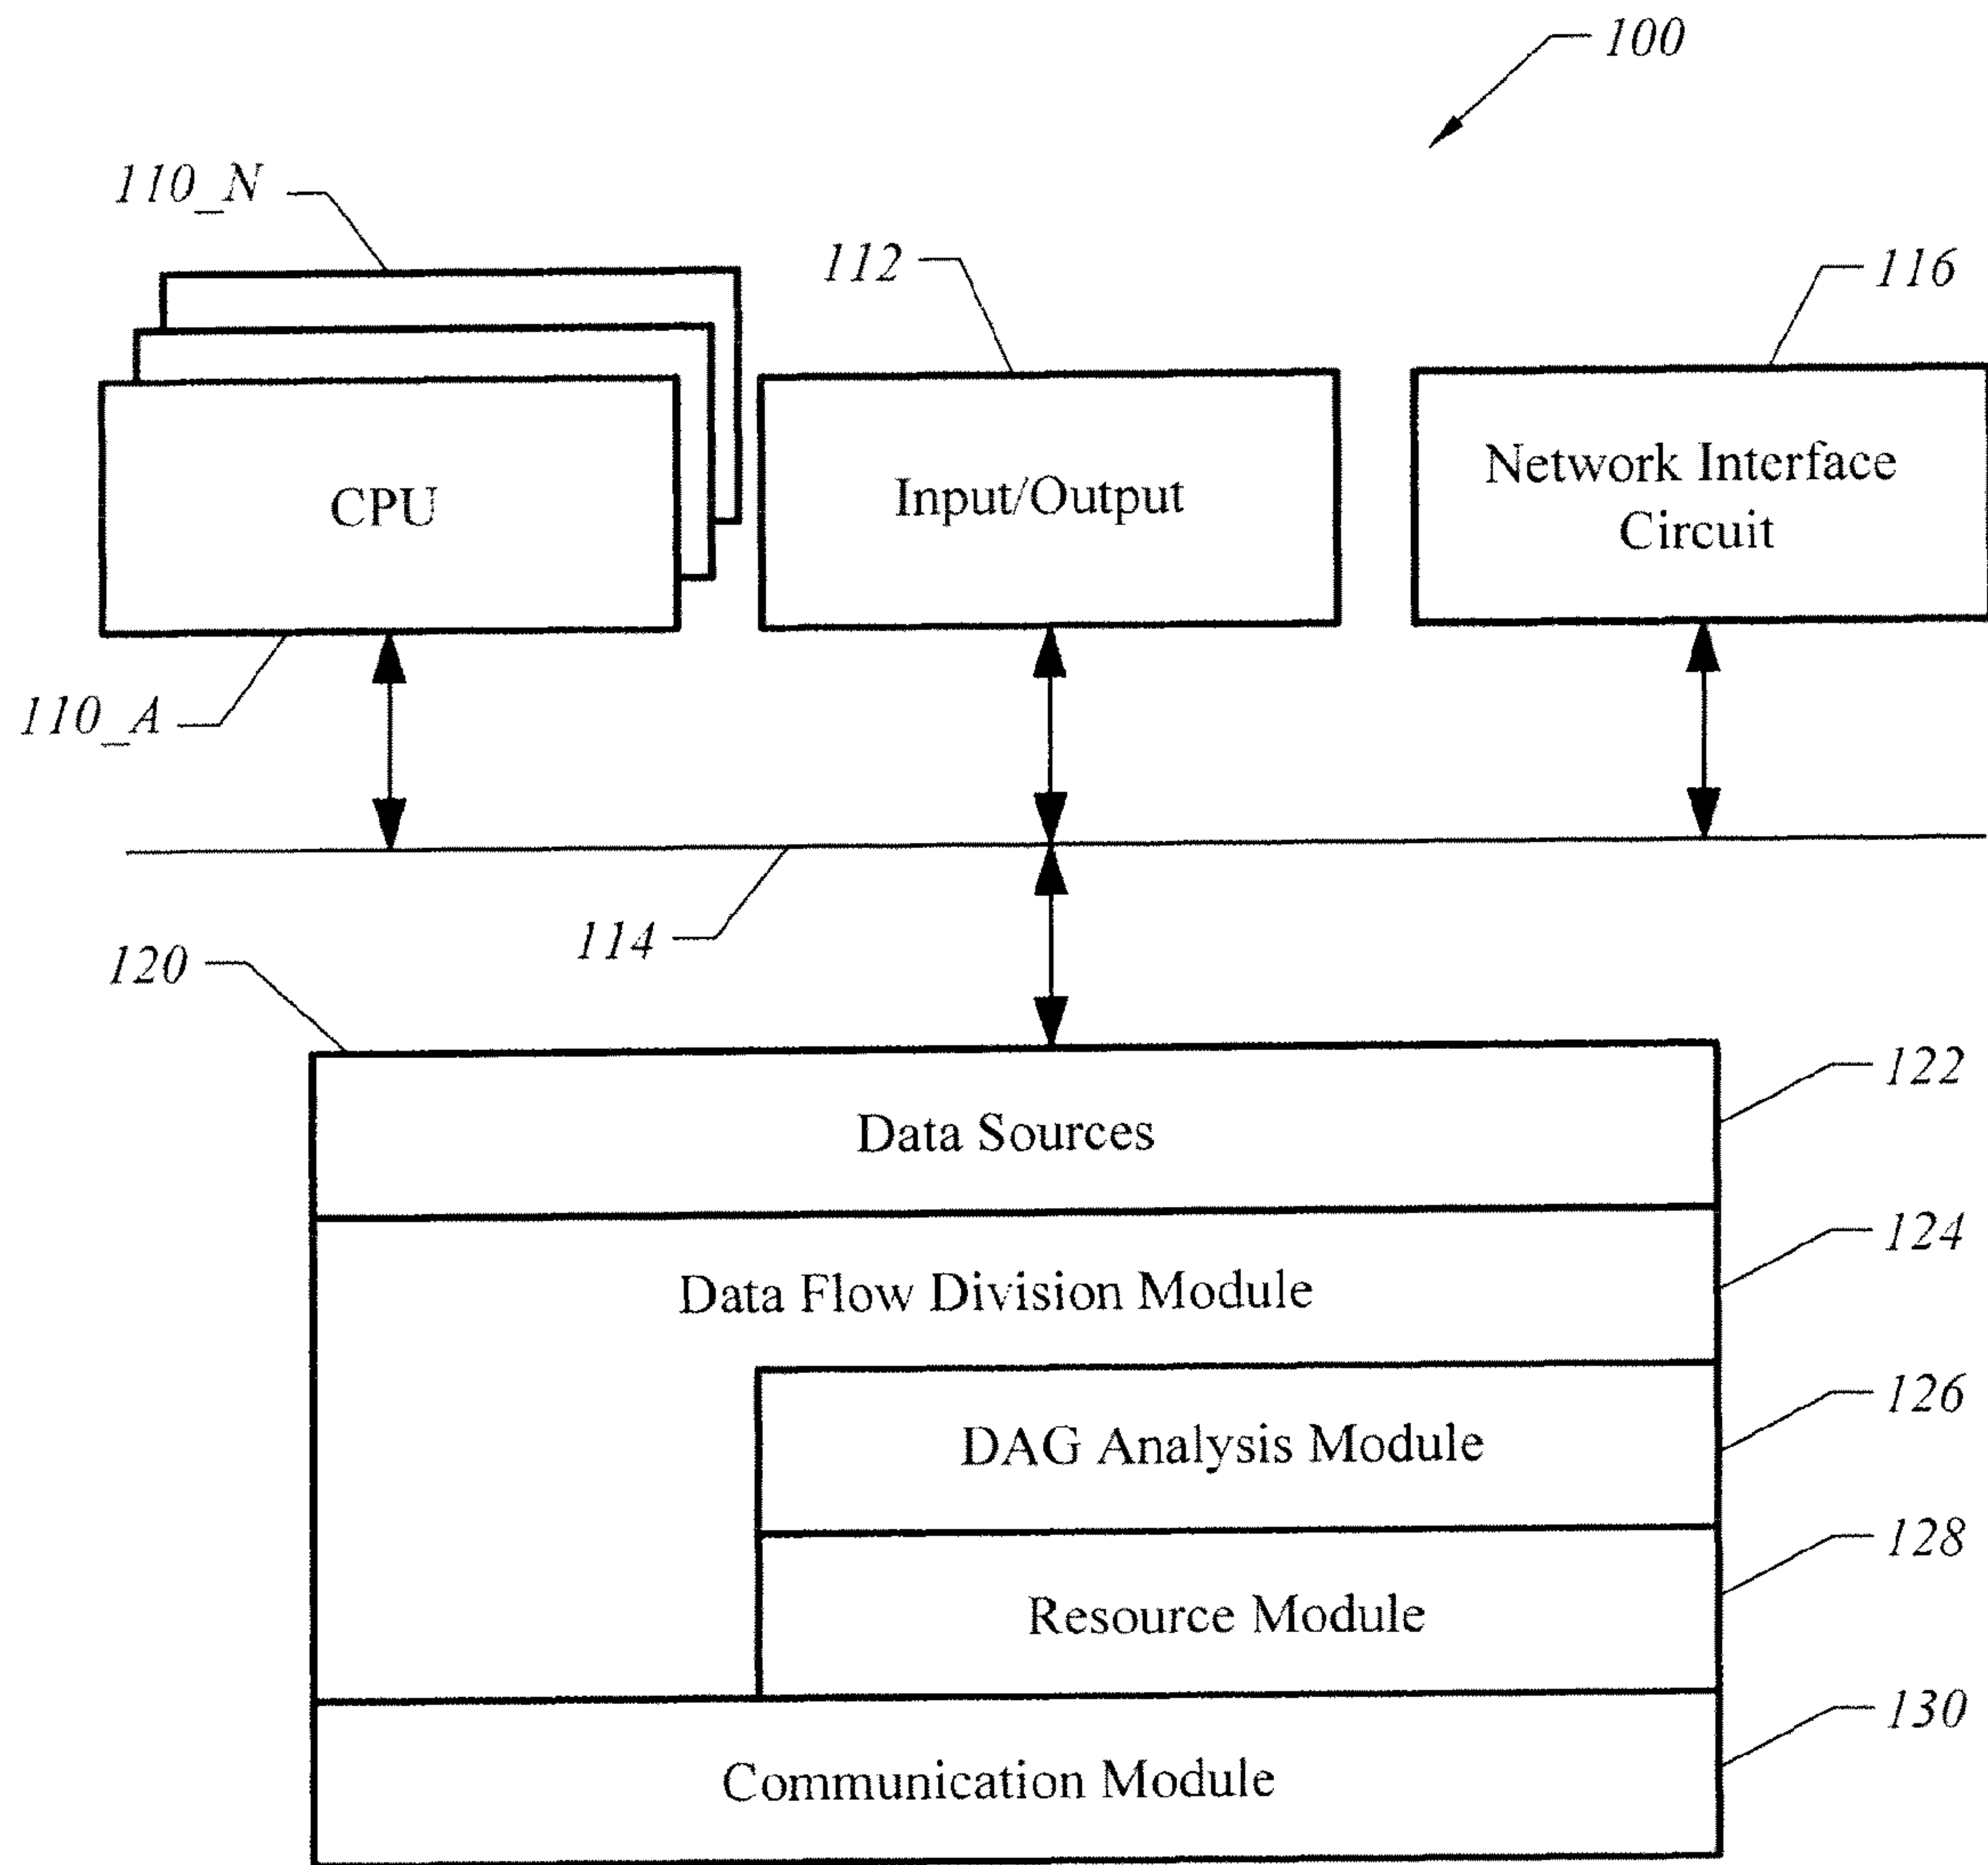 100
110_N
112
116
CPU
Input/Output
Network Interface
Circuit
110_A
114
120
122
Data Sources
124
Data Flow Division Module
126
DAG Analysis Module
128
Resource Module
130
Communication Module